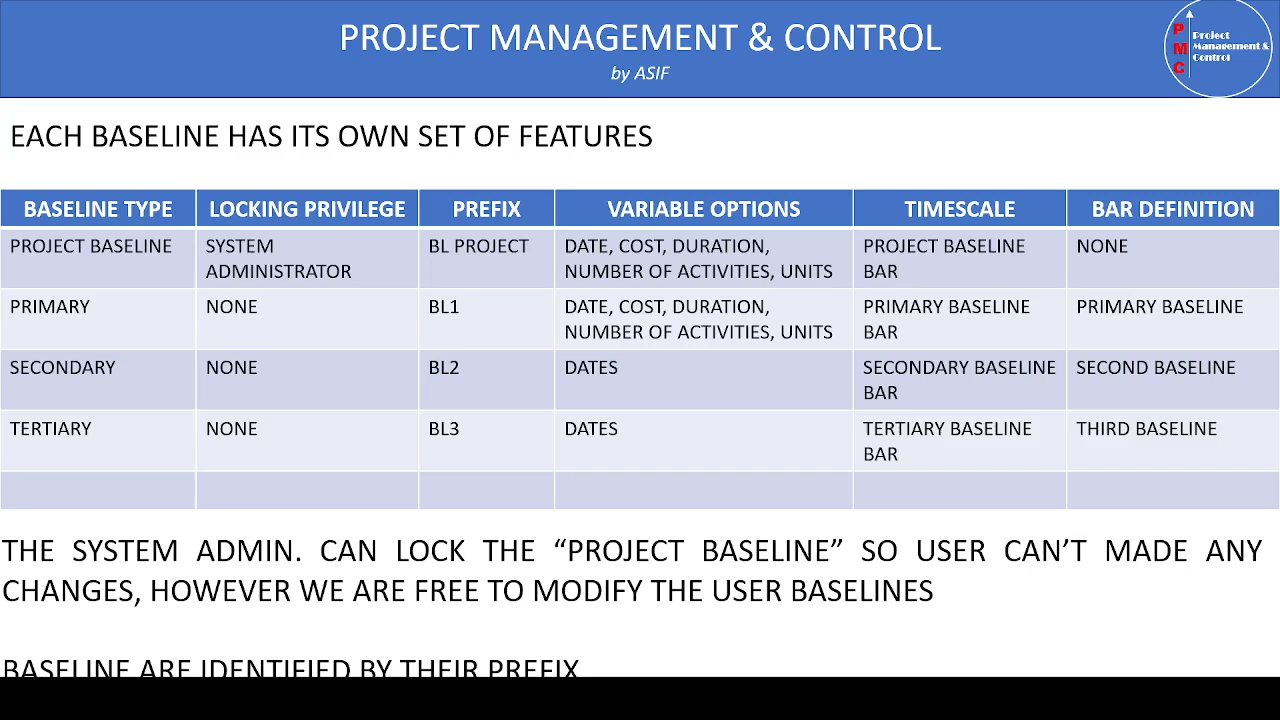 PROJECT MANAGEMENT & CONTROL
by ASIF
P Project
M Management &
C Control
EACH BASELINE HAS ITS OWN SET OF FEATURES
BASELINE TYPE LOCKING PRIVILEGE PREFIX VARIABLE OPTIONS TIMESCALE BAR DEFINITION
PROJECT BASELINE SYSTEM BL PROJECT DATE, COST, DURATION, PROJECT BASELINE NONE
ADMINISTRATOR NUMBER OF ACTIVITIES, UNITS BAR
PRIMARY NONE BL1 DATE, COST, DURATION, PRIMARY BASELINE PRIMARY BASELINE
NUMBER OF ACTIVITIES, UNITS BAR
SECONDARY NONE BL2 DATES SECONDARY BASELINE SECOND BASELINE
BAR
TERTIARY NONE BL3 DATES TERTIARY BASELINE THIRD BASELINE
BAR
THE SYSTEM ADMIN. CAN LOCK THE “PROJECT BASELINE” SO USER CAN’T MADE ANY
CHANGES, HOWEVER WE ARE FREE TO MODIFY THE USER BASELINES
BASELINE ARE IDENTIFIED BY THEIR PREFIX